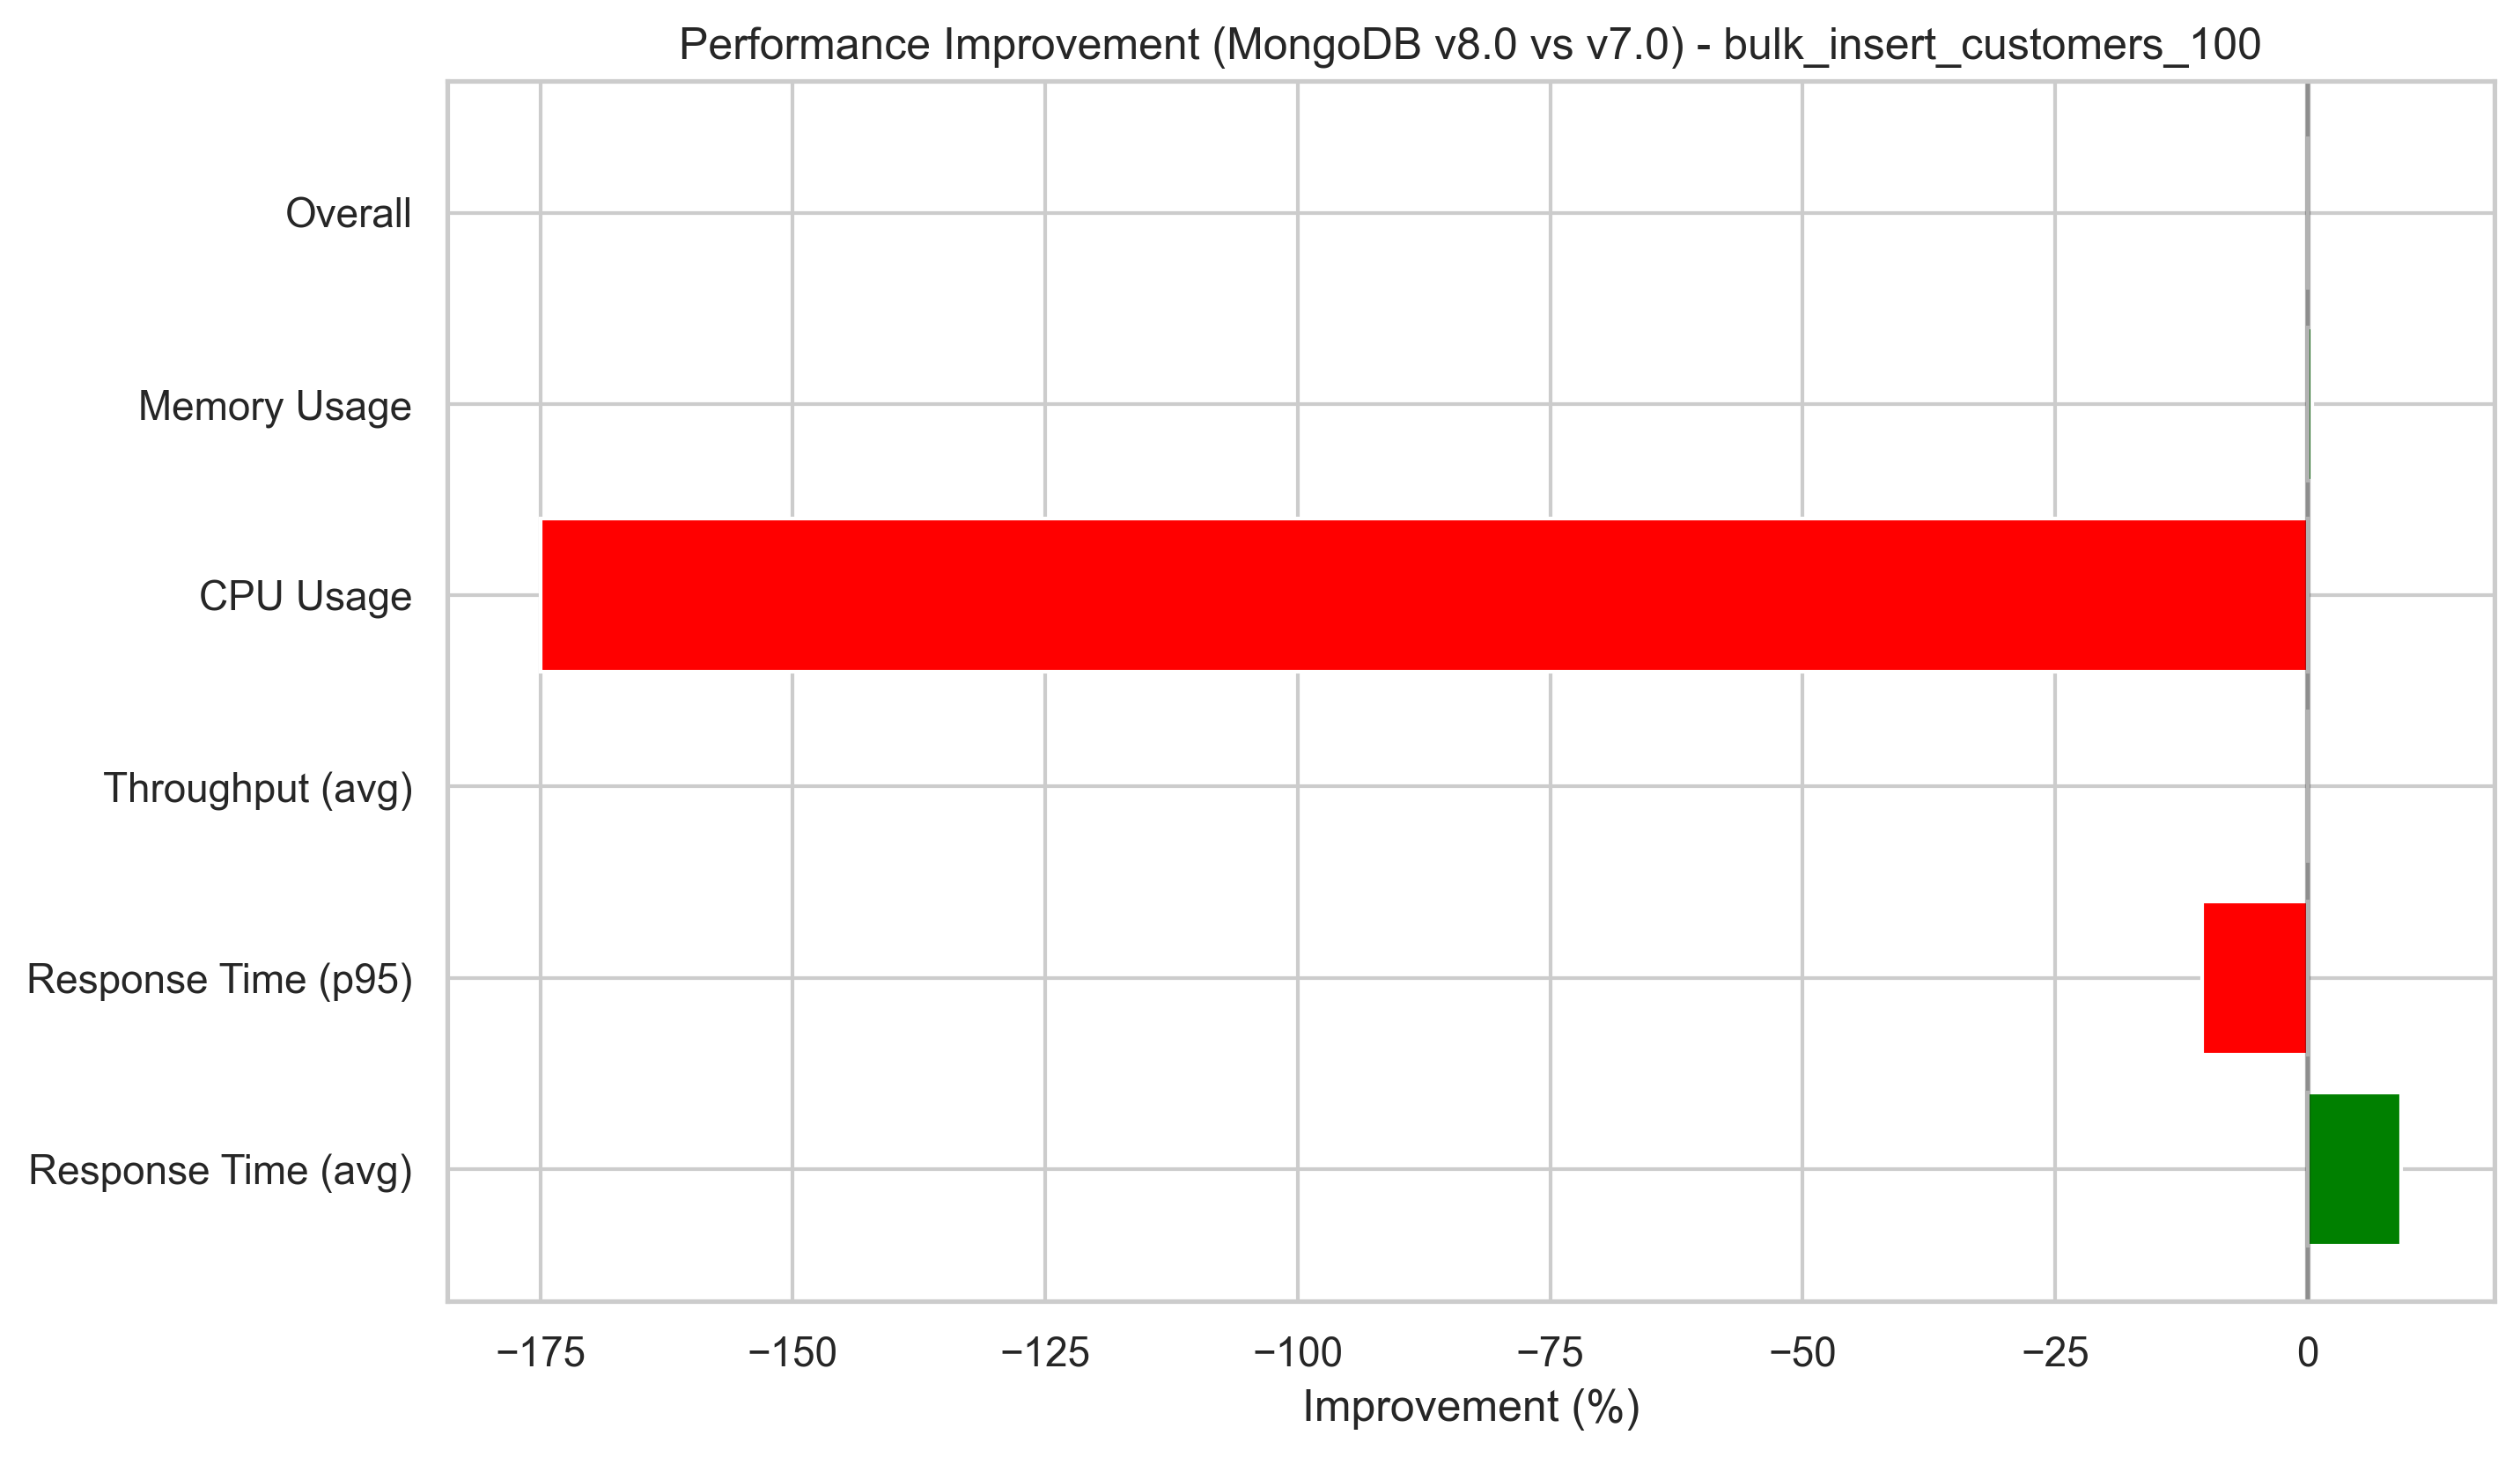 Performance Improvement (MongoDB v8.0 vs v7.0) - bulk_insert_customers_100
Overall
Memory Usage
CPU Usage
Throughput (avg)
Response Time (p95)
Response Time (avg)
−175 −150 −125 −100 −75 −50 −25 0
Improvement (%)